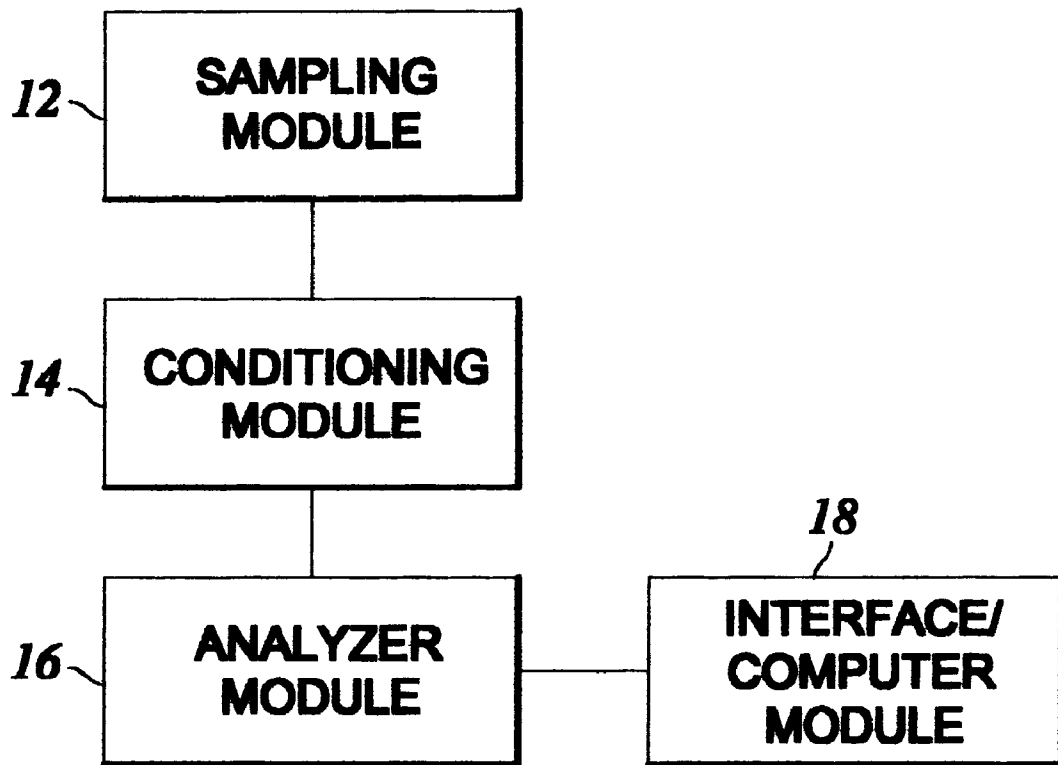 12
SAMPLING
MODULE
14
CONDITIONING
MODULE
18
16
ANALYZER
MODULE
INTERFACE/
COMPUTER
MODULE